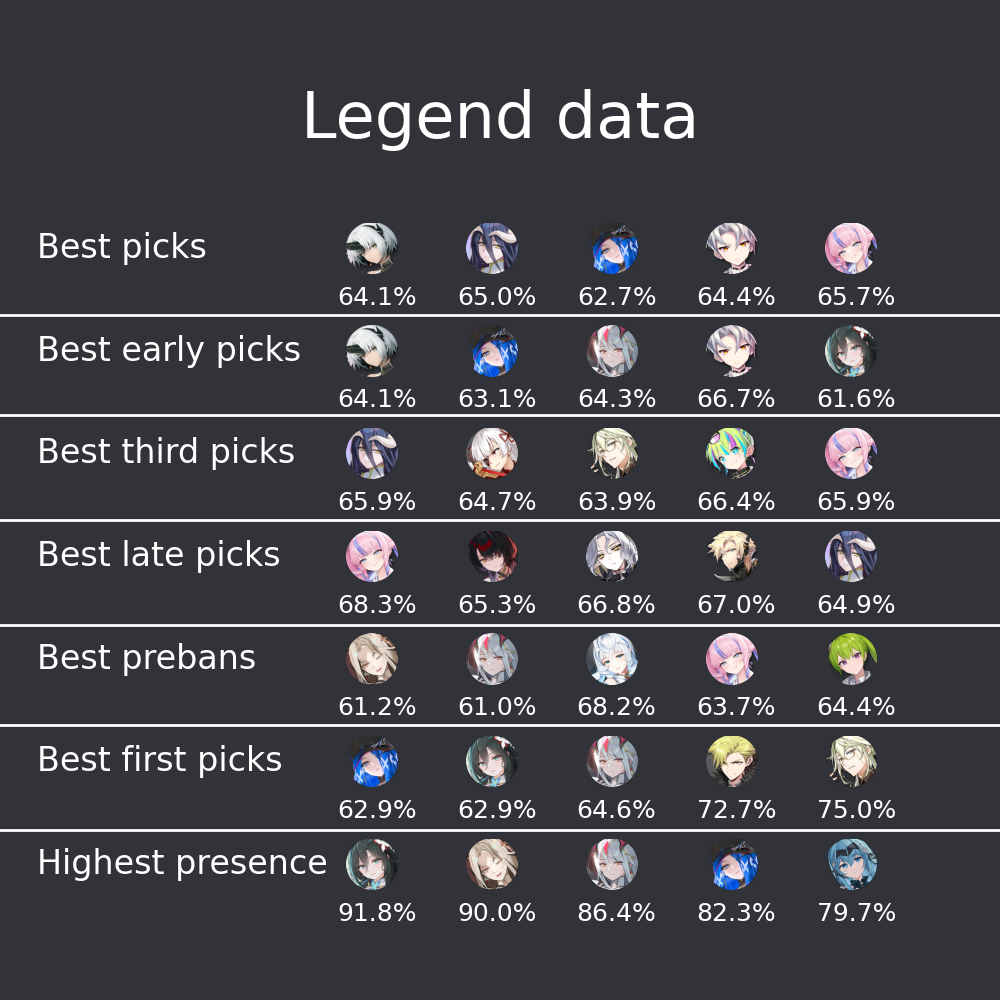 Legend data
Best picks
64.1% 65.0% 62.7% 64.4% 65.7%
Best early picks
64.1% 63.1% 64.3% 66.7% 61.6%
Best third picks
65.9% 64.7% 63.9% 66.4% 65.9%
Best late picks
68.3% 65.3% 66.8% 67.0% 64.9%
Best prebans
61.2% 61.0% 68.2% 63.7% 64.4%
Best first picks
62.9% 62.9% 64.6% 72.7% 75.0%
Highest presence
91.8% 90.0% 86.4% 82.3% 79.7%